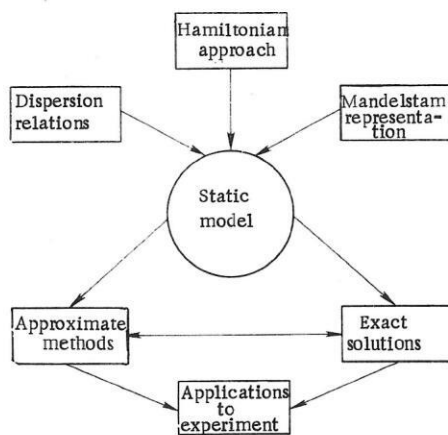 Hamiltonian
approach
Dispersion
relations
Mandelstam
representa-
tion
Static
model
Approximate
methods
Exact
solutions
Applications
to
experiment